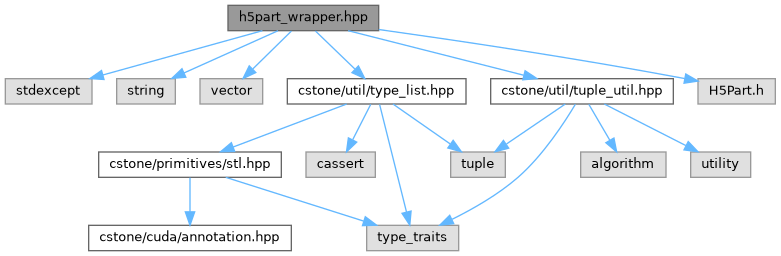 h5part_wrapper.hpp
stdexcept
string
vector
cstone/util/type_list.hpp
cstone/util/tuple_util.hpp
H5Part.h
cstone/primitives/stl.hpp
cassert
tuple
algorithm
utility
cstone/cuda/annotation.hpp
type_traits